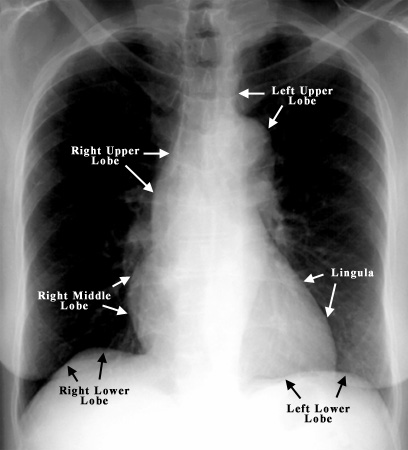 Left Upper
Lobe
Right Upper
Lobe
Lingula
Right Middle
Lobe
Right Lower
Lobe
Left Lower
Lobe